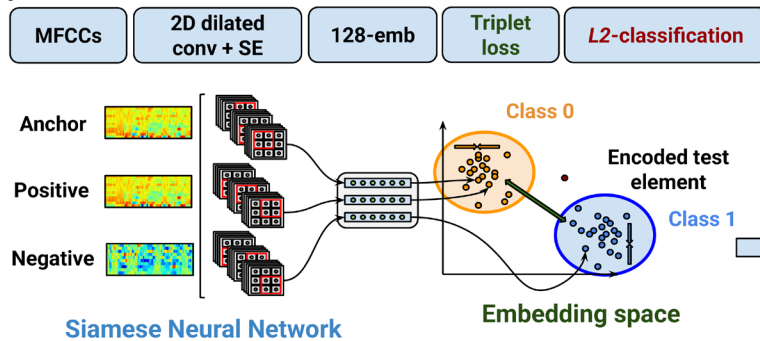 MFCCs
2D dilated
conv + SE
128-emb
Triplet
loss
L2-classification
Anchor
Positive
Negative
Class 0
Encoded test
element
Class 1
Embedding space
Siamese Neural Network